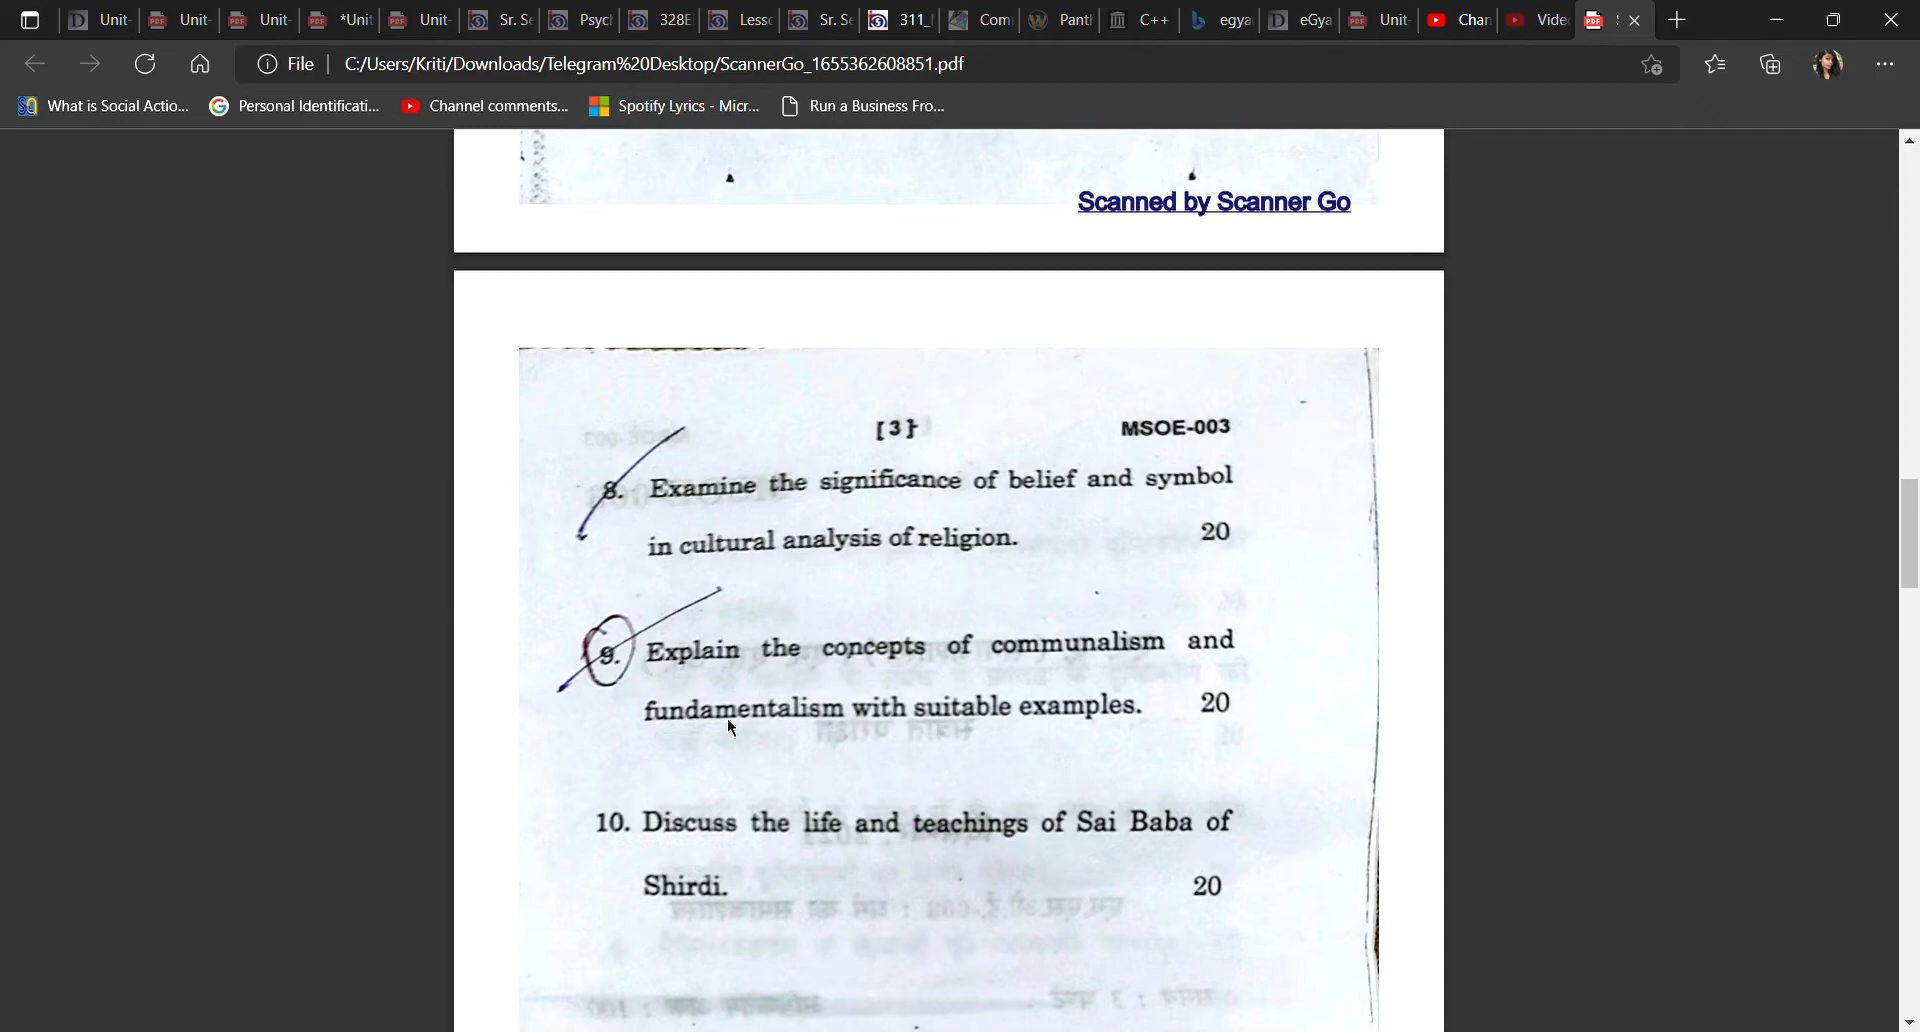 Unit-
Unit-
Unit-
*Unit
Unit-
Sr. Se
Psyc
328E
Lesso
Sr. Se
311_
Com
Pantl
C++
egya
eGya
Unit-
Chan
Vide
File
C:/Users/Kriti/Downloads/Telegram%20Desktop/ScannerGo_1655362608851.pdf
What is Social Actio...
Personal Identificati...
Channel comments...
Spotify Lyrics - Micr...
Run a Business Fro...
Scanned by Scanner Go
[3] MSOE-003
8. Examine the significance of belief and symbol
in cultural analysis of religion. 20
9. Explain the concepts of communalism and
fundamentalism with suitable examples. 20
10. Discuss the life and teachings of Sai Baba of
Shirdi. 20